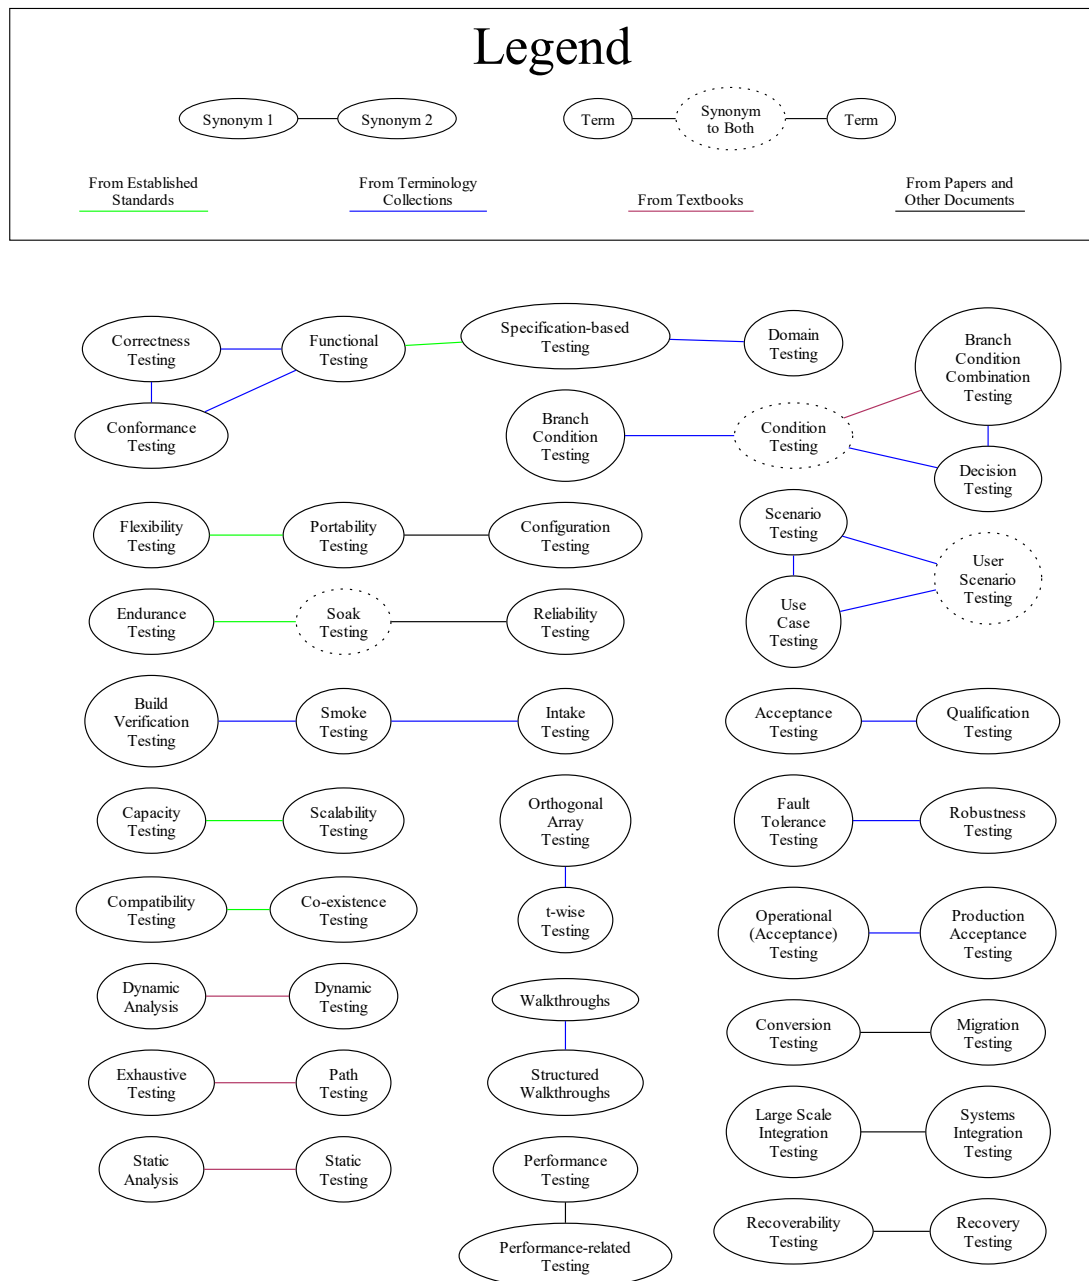 Legend
Synonym 1
Synonym 2
Term
Synonym
to Both
Term
From Established
Standards
From Terminology
Collections
From Textbooks
From Papers and
Other Documents
Correctness
Testing
Functional
Testing
Specification-based
Testing
Domain
Testing
Branch
Condition
Combination
Testing
Conformance
Testing
Branch
Condition
Testing
Condition
Testing
Decision
Testing
Flexibility
Testing
Portability
Testing
Configuration
Testing
Scenario
Testing
User
Scenario
Testing
Endurance
Testing
Soak
Testing
Reliability
Testing
Use
Case
Testing
Build
Verification
Testing
Smoke
Testing
Intake
Testing
Acceptance
Testing
Qualification
Testing
Capacity
Testing
Scalability
Testing
Orthogonal
Array
Testing
Fault
Tolerance
Testing
Robustness
Testing
Compatibility
Testing
Co-existence
Testing
t-wise
Testing
Operational
(Acceptance)
Testing
Production
Acceptance
Testing
Dynamic
Analysis
Dynamic
Testing
Walkthroughs
Conversion
Testing
Migration
Testing
Exhaustive
Testing
Path
Testing
Structured
Walkthroughs
Large Scale
Integration
Testing
Systems
Integration
Testing
Static
Analysis
Static
Testing
Performance
Testing
Recoverability
Testing
Recovery
Testing
Performance-related
Testing